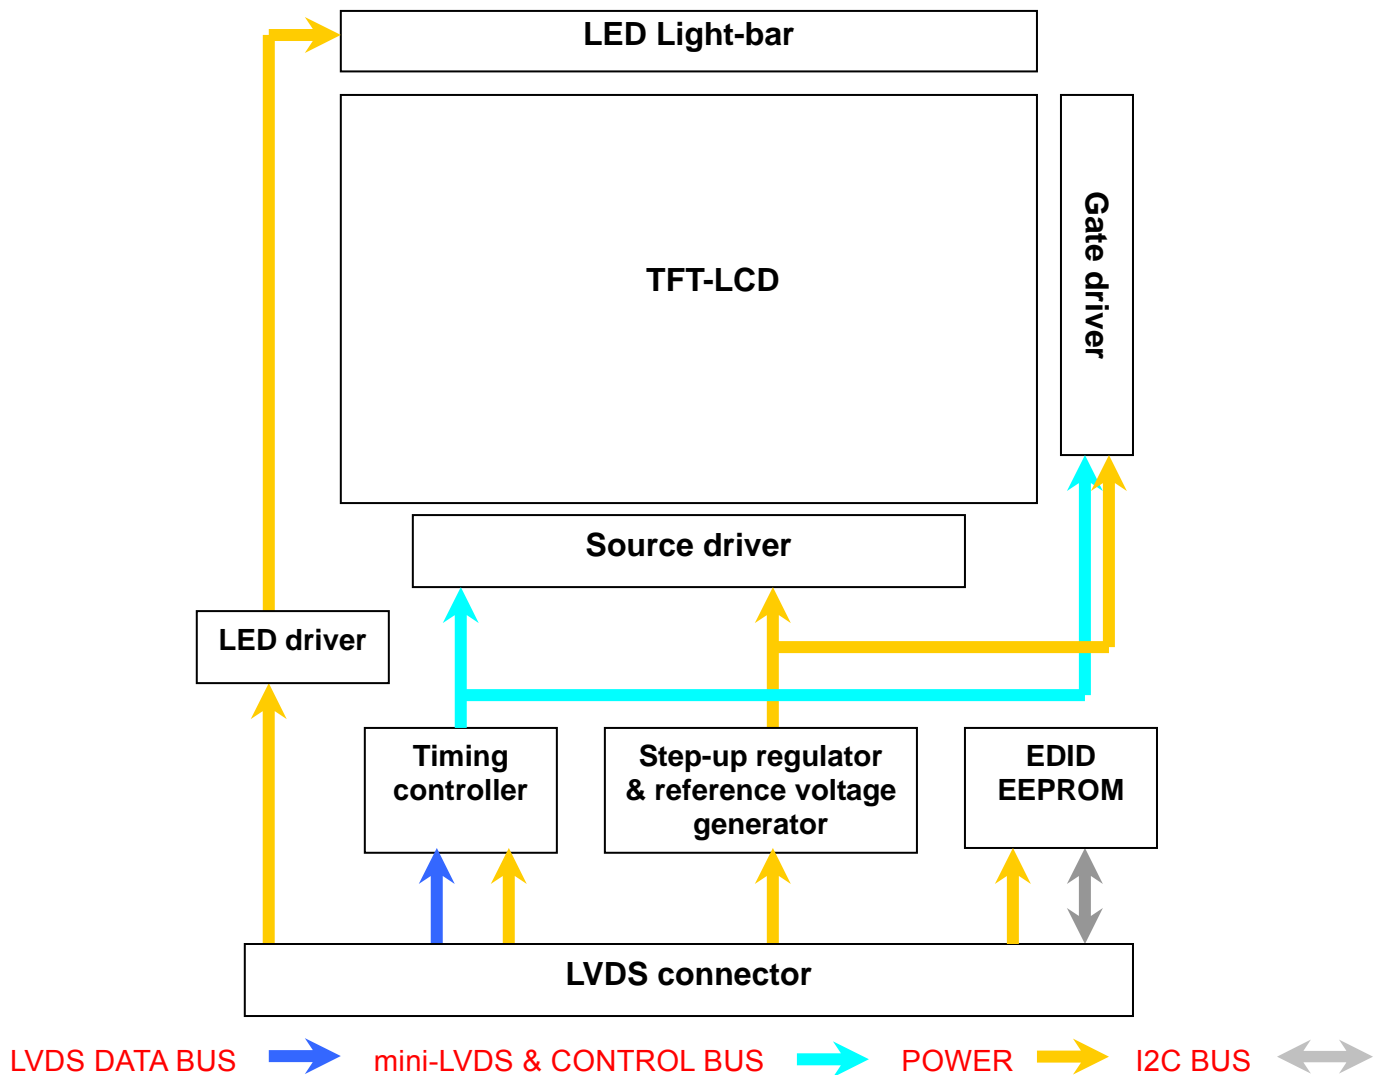 LED Light-bar
TFT-LCD
Gate driver
Source driver
LED driver
Timing
controller
Step-up regulator
& reference voltage
generator
EDID
EEPROM
LVDS connector
LVDS DATA BUS mini-LVDS & CONTROL BUS POWER I2C BUS